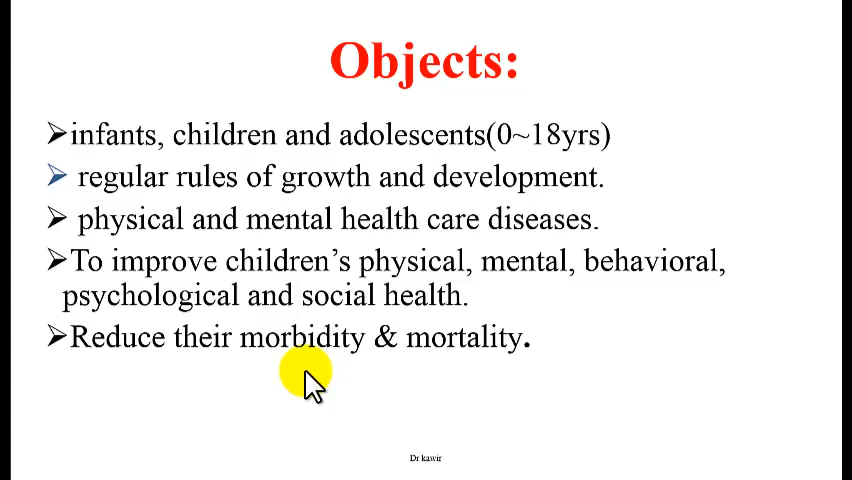 Objects:
➢infants, children and adolescents(0~18yrs)
➢ regular rules of growth and development.
➢ physical and mental health care diseases.
➢To improve children’s physical, mental, behavioral,
psychological and social health.
➢Reduce their morbidity & mortality.
Dr kawir